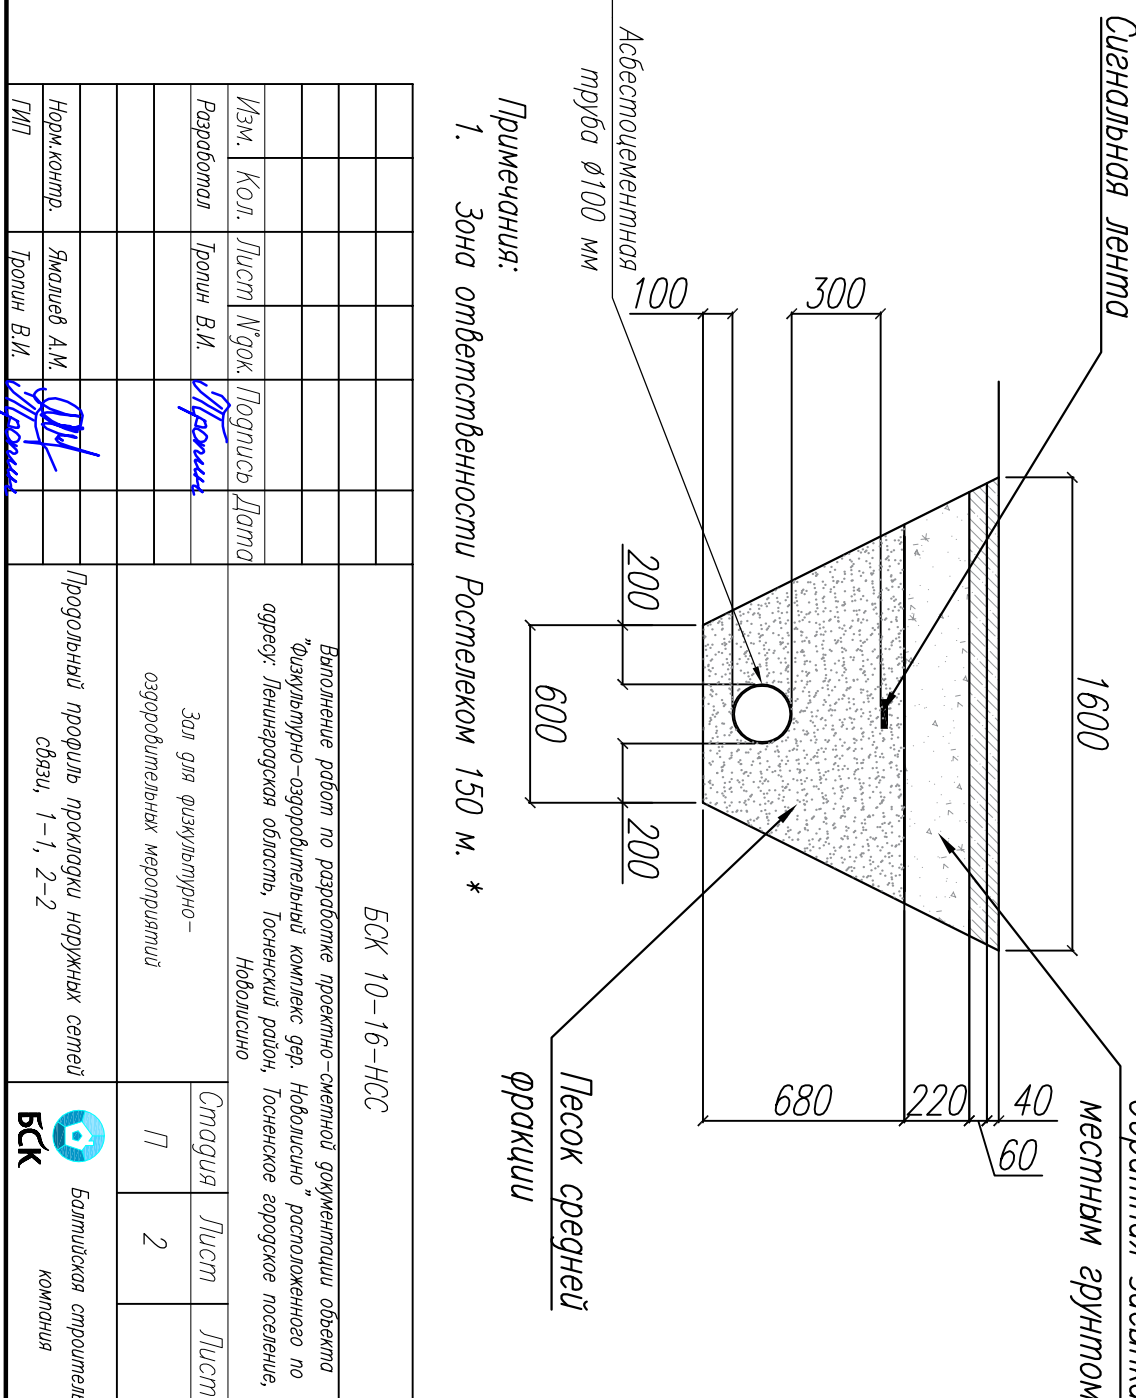 Сигнальная лента
1600
40
60
220
680
местным грунтом
300
100
Асбестоцементная
труба Ø100 мм
200
600
200
Песок средней
фракции
Примечания:
1. Зона ответственности Ростелеком 150 м. *
БСК 10-16-НСС
Выполнение работ по разработке проектно-сметной документации объекта
"Физкультурно-оздоровительный комплекс дер. Новолисино" расположенного по
адресу: Ленинградская область, Тосненский район, Тосненское городское поселение,
Новолисино
Изм. Кол. Лист №док. Подпись Дата
Разработал Тропин В.И. Тропин
Зал для физкультурно-
оздоровительных мероприятий
Стадия Лист
П 2
Норм.контр. Ямалиев А.М.
ГИП Тропин В.И. Тропин
Продольный профиль прокладки наружных сетей
связи, 1-1, 2-2
БСК
Балтийская
компания